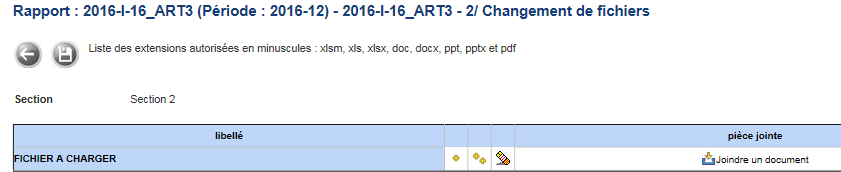 Rapport : 2016-I-16_ART3 (Période : 2016-12) - 2016-I-16_ART3 - 2/ Changement de fichiers
Liste des extensions autorisées en minuscules : xlsm, xls, xlsx, doc, docx, ppt, pptx et pdf
Section Section 2
libellé pièce jointe
FICHIER A CHARGER Joindre un document